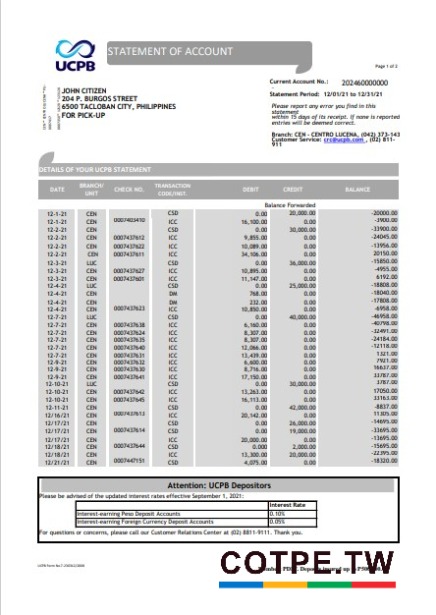 UCPB
STATEMENT OF ACCOUNT
Page 1 of 2
JOHN CITIZEN
204 P. BURGOS STREET
6500 TACLOBAN CITY, PHILIPPINES
FOR PICK-UP
Current Account No.: 202460000000
Statement Period: 12/01/21 to 12/31/21
Please report any error you find in this
statement
within 15 days of its receipt. If none is reported
entries will be deemed correct.
Branch: CEN - CENTRO LUCENA, (042) 373-143
Customer Service: crc@ucpb.com , (02) 811-
911
DETAILS OF YOUR UCPB STATEMENT
DATE BRANCH/UNIT CHECK NO. TRANSACTION CODE/INST. DEBIT CREDIT BALANCE
Balance Forwarded
12-1-21 CEN CSD 0.00 20,000.00 -20000.00
12-1-21 CEN 0007403410 ICC 16,100.00 0.00 -3900.00
12-2-21 CEN CSD 0.00 30,000.00 -33900.00
12-2-21 CEN 0007437612 ICC 9,855.00 0.00 -24045.00
12-2-21 CEN 0007437622 ICC 10,089.00 0.00 -13956.00
12-2-21 CEN 0007437611 ICC 34,106.00 0.00 20150.00
12-3-21 LUC CSD 0.00 36,000.00 -15850.00
12-3-21 CEN 0007437627 ICC 10,895.00 0.00 -4955.00
12-3-21 CEN 0007437601 ICC 11,147.00 0.00 6192.00
12-4-21 LUC CSD 0.00 25,000.00 -18808.00
12-4-21 CEN DM 768.00 0.00 -18040.00
12-4-21 CEN DM 232.00 0.00 -17808.00
12-4-21 CEN 0007437623 ICC 10,850.00 0.00 -6958.00
12-7-21 LUC CSD 0.00 40,000.00 -46958.00
12-7-21 CEN 0007437638 ICC 6,160.00 0.00 -40798.00
12-7-21 CEN 0007437634 ICC 8,307.00 0.00 -32491.00
12-7-21 CEN 0007437635 ICC 8,307.00 0.00 -24184.00
12-7-21 CEN 0007437640 ICC 12,066.00 0.00 -12118.00
12-7-21 CEN 0007437631 ICC 13,439.00 0.00 1321.00
12-9-21 CEN 0007437632 ICC 6,600.00 0.00 7921.00
12-9-21 CEN 0007437630 ICC 8,716.00 0.00 16637.00
12-9-21 CEN 0007437641 ICC 17,150.00 0.00 33787.00
12-10-21 LUC CSD 0.00 30,000.00 3787.00
12-10-21 CEN 0007437642 ICC 13,263.00 0.00 17050.00
12-10-21 CEN 0007437645 ICC 16,113.00 0.00 33163.00
12-11-21 CEN CSD 0.00 42,000.00 -8837.00
12/16/21 CEN 0007437613 ICC 20,142.00 0.00 11305.00
12/17/21 CEN CSD 0.00 26,000.00 -14695.00
12/17/21 CEN 0007437614 CSD 0.00 19,000.00 -33695.00
12/17/21 CEN ICC 20,000.00 0.00 -13695.00
12/18/21 CEN 0007437644 CSD 0.000 2,000.00 -15695.00
12/18/21 CEN ICC 13,300.00 20,000.00 -22395.00
12/21/21 CEN 0007447151 CSD 4,075.00 0.00 -18320.00
Attention: UCPB Depositors
Please be advised of the updated interest rates effective September 1, 2021:
Interest Rate
Interest-earning Peso Deposit Accounts 0.10%
Interest-earning Foreign Currency Deposit Accounts 0.05%
For questions or concerns, please call our Customer Relations Center at (02) 8811-9111. Thank you.
COTPE.TW